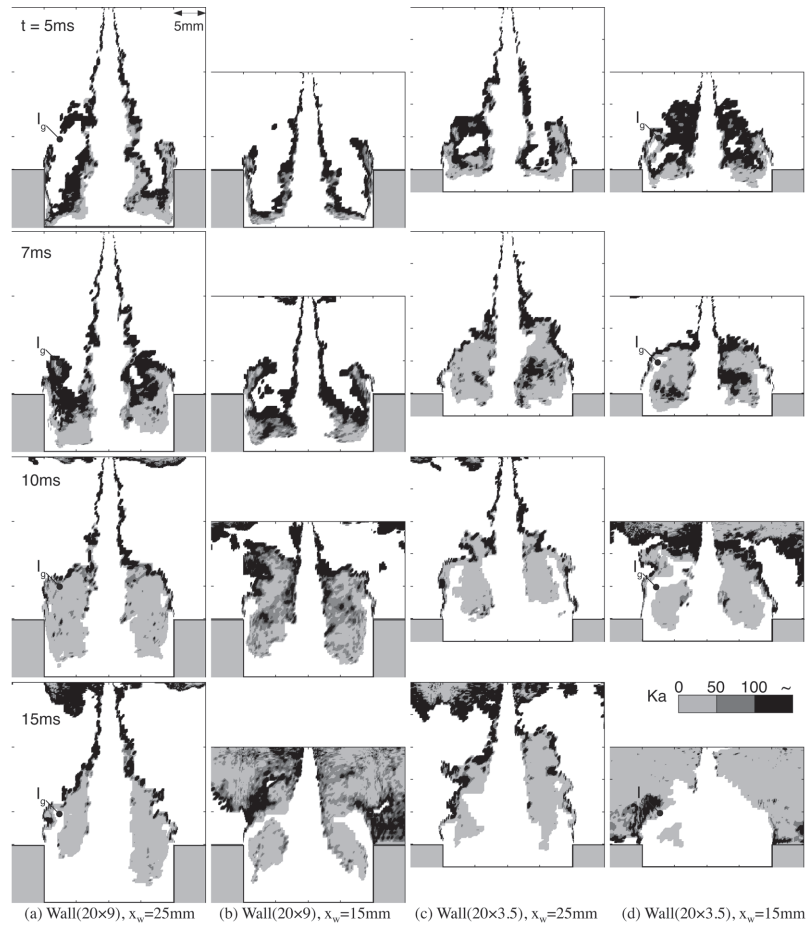 t = 5ms
5mm
I_g
I_g
7ms
I_g
I_g
10ms
I_g
I_g
Ka 0 50 100 ~
15ms
I_g
I
(a) Wall(20×9), x_w=25mm (b) Wall(20×9), x_w=15mm (c) Wall(20×3.5), x_w=25mm (d) Wall(20×3.5), x_w=15mm